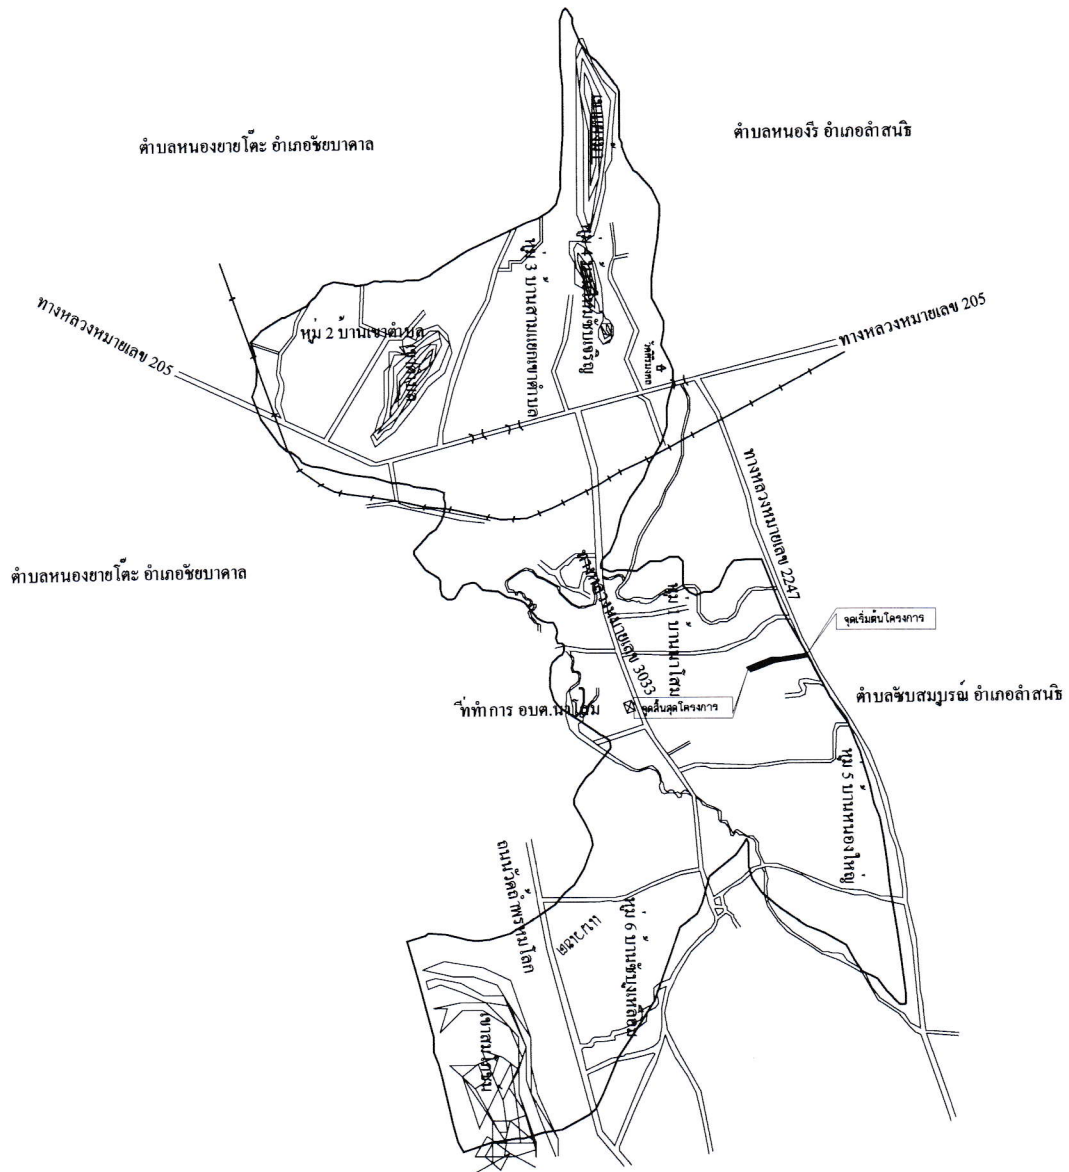 ตำบลหนองยายโต๊ะ อำเภอชัยบาดาล
ตำบลหนองรี อำเภอลำสนธิ
ทางหลวงหมายเลข 205
ทางหลวงหมายเลข 205
หมู่ 2 บ้านเขาตำบล
หมู่ 3 บ้านสามแยกเขาตำบล
หมู่ 4
ทางหลวงหมายเลข 2247
ตำบลหนองยายโต๊ะ อำเภอชัยบาดาล
ทางหลวงหมายเลข 3033
หมู่ 1 บ้านนาโสม
จุดเริ่มต้นโครงการ
จุดสิ้นสุดโครงการ
ที่ทำการ อบต.นาโสม
ตำบลซับสมบูรณ์ อำเภอลำสนธิ
หมู่ 5 บ้านหนองใหญ่
ถนนวัดถ้ำพรหมโลก
แนวเขต
หมู่ 6